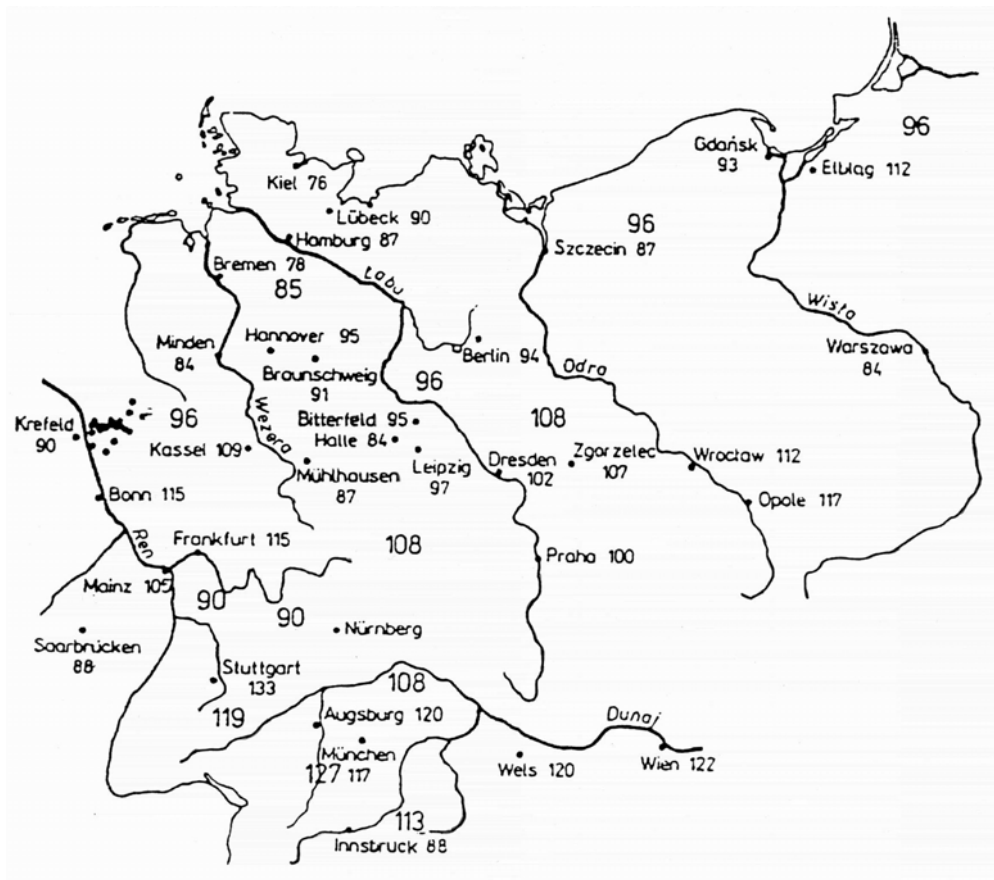 96
Gdańsk
93
Elbląg 112
Kiel 76
Lübeck 90
96
Hamburg 87
Szczecin 87
Bremen 78
Łabu
85
Wisła
Hannover 95
Minden
84
Berlin 94
Warszawa
84
Braunschweig
91
Odra
96
96
Wezera
Bitterfeld 95
108
Krefeld
90
Halle 84
Kassel 109
Zgorzelec
107
Wrocław 112
Dresden
102
Leipzig
97
Mühlhausen
87
Bonn 115
Opole 117
Ren
Frankfurt 115
108
Praha 100
Mainz 105
90
90
Nürnberg
Saarbrücken
88
Stuttgart
133
108
119
Augsburg 120
Dunaj
München
127 117
Wels 120
Wien 122
113
Innsbruck 88